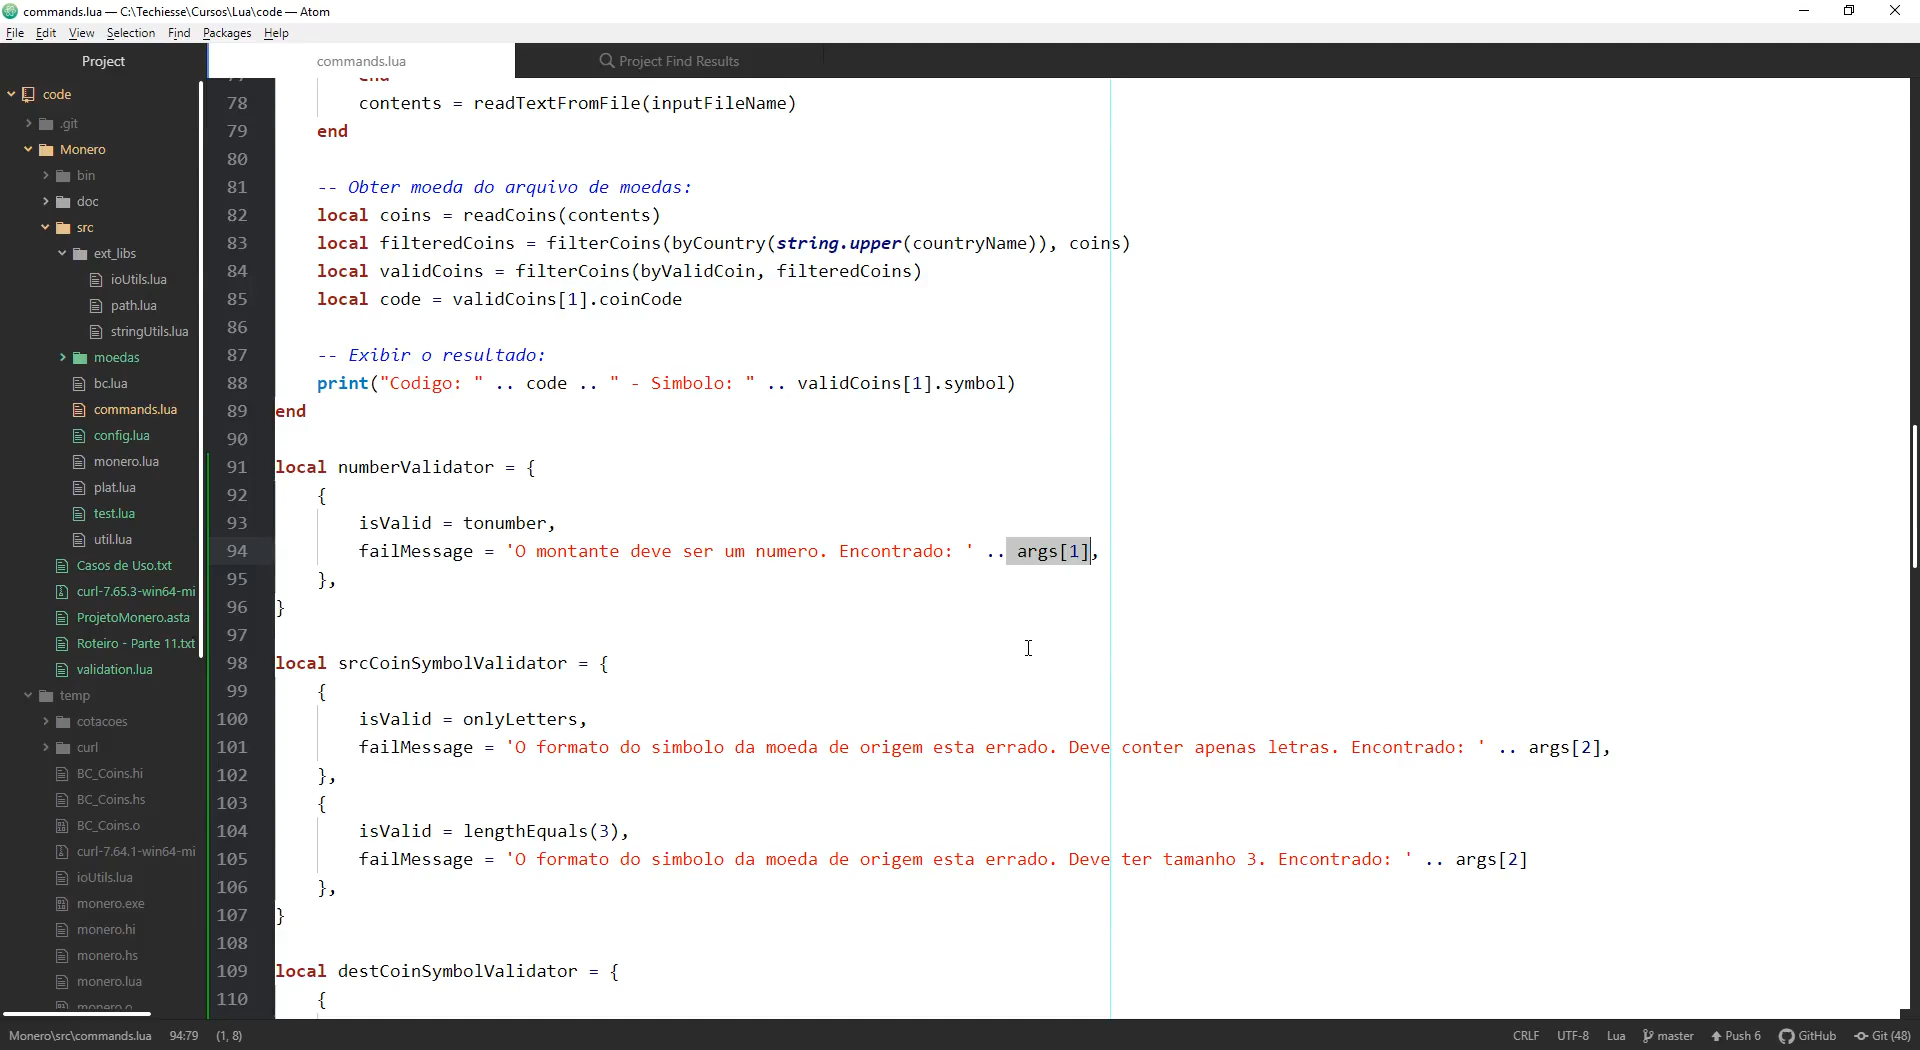 commands.lua — C:\Techiesse\Cursos\Lua\code — Atom
File Edit View Selection Find Packages Help
Project
commands.lua
Project Find Results
code
.git
Monero
bin
doc
src
ext_libs
ioUtils.lua
path.lua
stringUtils.lua
moedas
bc.lua
commands.lua
config.lua
monero.lua
plat.lua
test.lua
util.lua
Casos de Uso.txt
curl-7.65.3-win64-mi
ProjetoMonero.asta
Roteiro - Parte 11.txt
validation.lua
temp
cotacoes
curl
BC_Coins.hi
BC_Coins.hs
BC_Coins.o
curl-7.64.1-win64-mi
ioUtils.lua
monero.exe
monero.hi
monero.hs
monero.lua
monero.o
77 end
78 contents = readTextFromFile(inputFileName)
79 end
80
81 -- Obter moeda do arquivo de moedas:
82 local coins = readCoins(contents)
83 local filteredCoins = filterCoins(byCountry(string.upper(countryName)), coins)
84 local validCoins = filterCoins(byValidCoin, filteredCoins)
85 local code = validCoins[1].coinCode
86
87 -- Exibir o resultado:
88 print("Codigo: " .. code .. " - Simbolo: " .. validCoins[1].symbol)
89 end
90
91 local numberValidator = {
92 {
93 isValid = tonumber,
94 failMessage = 'O montante deve ser um numero. Encontrado: ' .. args[1],
95 },
96 }
97
98 local srcCoinSymbolValidator = {
99 {
100 isValid = onlyLetters,
101 failMessage = 'O formato do simbolo da moeda de origem esta errado. Deve conter apenas letras. Encontrado: ' .. args[2],
102 },
103 {
104 isValid = lengthEquals(3),
105 failMessage = 'O formato do simbolo da moeda de origem esta errado. Deve ter tamanho 3. Encontrado: ' .. args[2]
106 },
107 }
108
109 local destCoinSymbolValidator = {
110 {
Monero\src\commands.lua 94:79 (1, 8)
CRLF UTF-8 Lua master Push 6 GitHub Git (48)